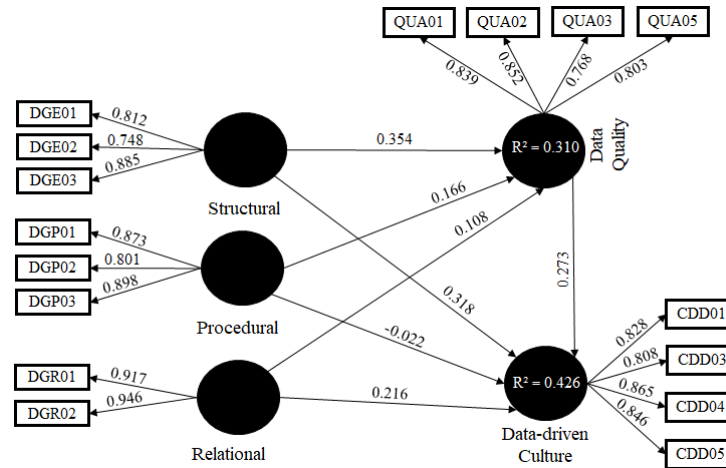 QUA01
QUA02
QUA03
QUA05
0.839
0.852
0.768
0.803
DGE01
DGE02
DGE03
0.812
0.748
0.885
Structural
0.354
R² = 0.310
Data
Quality
DGP01
DGP02
DGP03
0.873
0.801
0.898
Procedural
0.166
0.108
0.318
-0.022
0.273
DGR01
DGR02
0.917
0.946
Relational
0.216
R² = 0.426
Data-driven
Culture
CDD01
CDD03
CDD04
CDD05
0.828
0.808
0.865
0.846